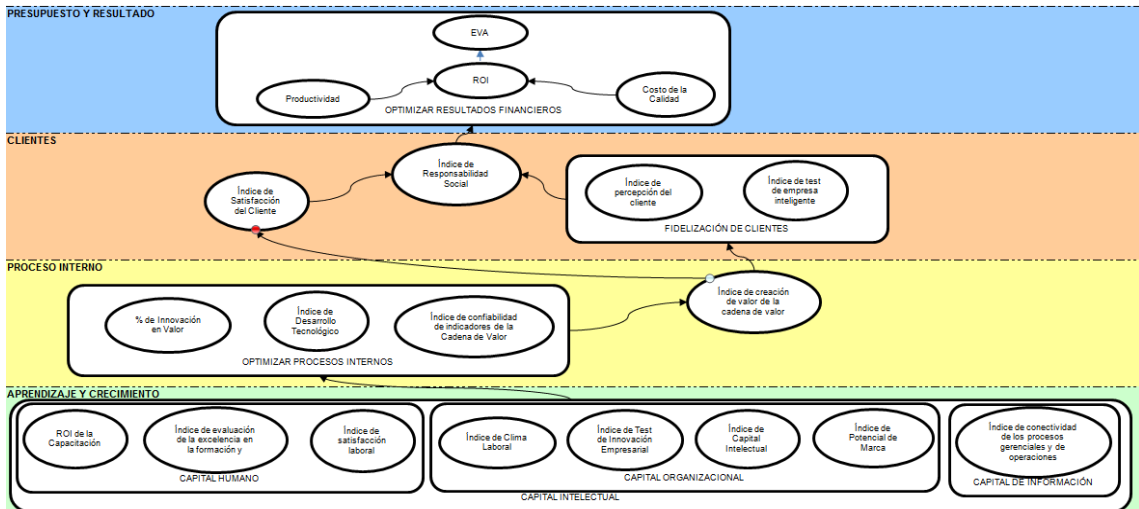 PRESUPUESTO Y RESULTADO
EVA
ROI
Productividad
Costo de la
Calidad
OPTIMIZAR RESULTADOS FINANCIEROS
CLIENTES
Índice de
Satisfacción
del Cliente
Índice de
Responsabilidad
Social
Índice de
percepción del
cliente
Índice de test
de empresa
inteligente
FIDELIZACIÓN DE CLIENTES
PROCESO INTERNO
% de Innovación
en Valor
Índice de
Desarrollo
Tecnológico
Índice de confiabilidad
de indicadores de la
Cadena de Valor
OPTIMIZAR PROCESOS INTERNOS
Índice de creación
de valor de la
cadena de valor
APRENDIZAJE Y CRECIMIENTO
ROI de la
Capacitación
Índice de evaluación
de la excelencia en
la formación y
Índice de
satisfacción
laboral
CAPITAL HUMANO
Índice de Clima
Laboral
Índice de Test
de Innovación
Empresarial
Índice de
Capital
Intelectual
Índice de
Potencial de
Marca
CAPITAL ORGANIZACIONAL
Índice de conectividad
de los procesos
gerenciales y de
operaciones
CAPITAL DE INFORMACIÓN
CAPITAL INTELECTUAL